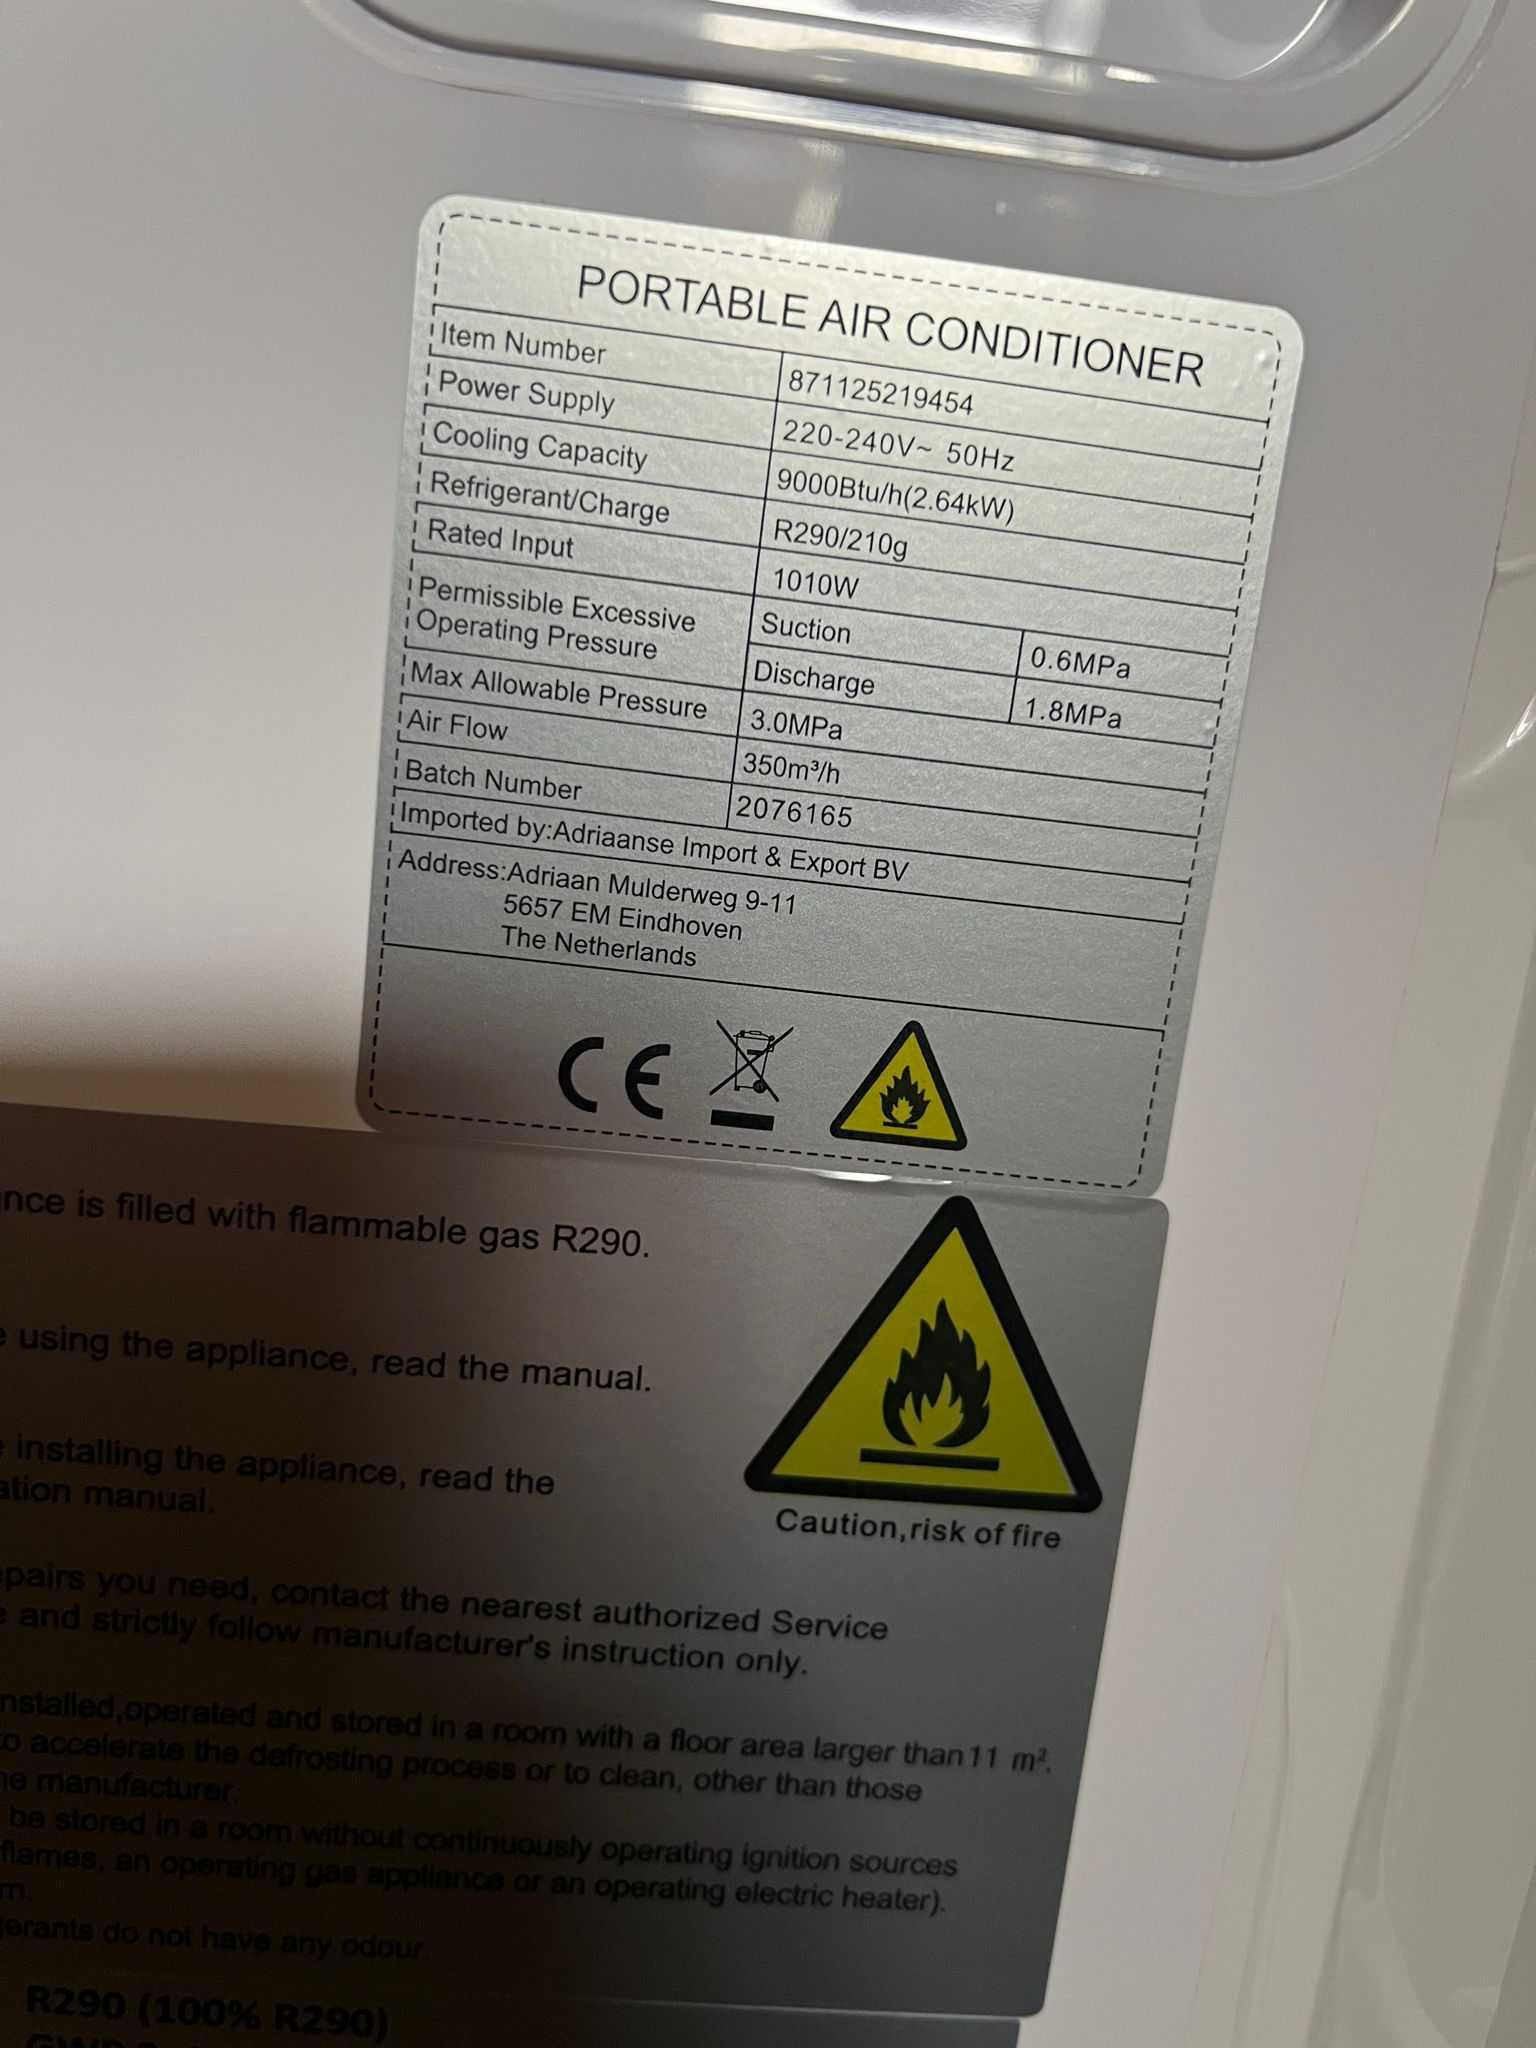 PORTABLE AIR CONDITIONER
Item Number 871125219454
Power Supply 220-240V~ 50Hz
Cooling Capacity 9000Btu/h(2.64kW)
Refrigerant/Charge R290/210g
Rated Input 1010W
Permissible Excessive Operating Pressure Suction 0.6MPa
Discharge 1.8MPa
Max Allowable Pressure 3.0MPa
Air Flow 350m³/h
Batch Number 2076165
Imported by:Adriaanse Import & Export BV
Address:Adriaan Mulderweg 9-11
5657 EM Eindhoven
The Netherlands
CE
is filled with flammable gas R290.
using the appliance, read the manual.
installing the appliance, read the
manual.
Caution,risk of fire
you need, contact the nearest authorized Service
and strictly follow manufacturer's instruction only.
nstalled,operated and stored in a room with a floor area larger than 11 m².
to accelerate the defrosting process or to clean, other than those
manufacturer.
be stored in a room without continuously operating ignition sources
flames, an operating gas appliance or an operating electric heater).
do not have any odour.
R290 (100% R290)